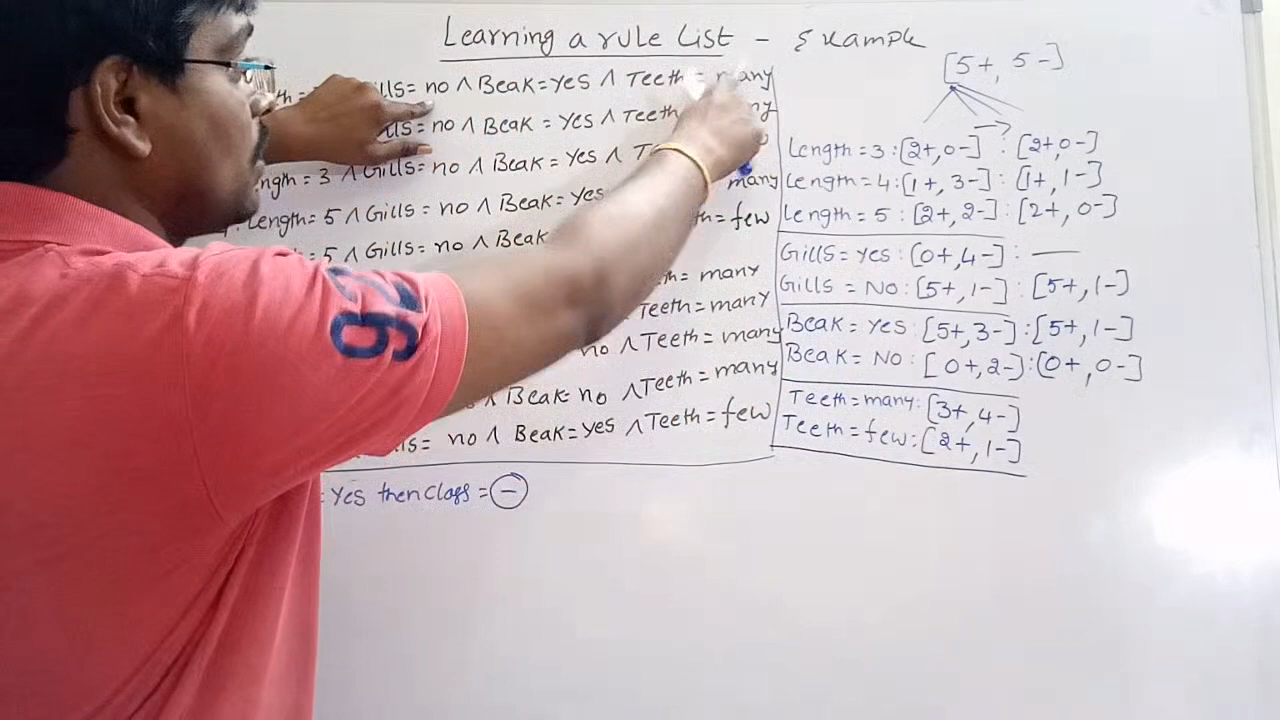 Learning a rule List - Example
[5+, 5-]
Gills= no ∧ Beak=yes ∧ Teeth = many
= no ∧ Beak = yes ∧ Teeth
= 3 ∧ Gills= no ∧ Beak= yes ∧
many
Length = 5 ∧ Gills = no ∧ Beak= yes
= few
= 5 ∧ Gills= no ∧ Beak
= many
Teeth=many
no ∧ Teeth = many
∧ Beak= no ∧ Teeth = many
= no ∧ Beak=yes ∧ Teeth= few
: yes then Class = -
Length = 3 : [2+, 0-] : [2+, 0-]
Length = 4: [1+, 3-] : [1+, 1-]
Length = 5 : [2+, 2-] : [2+, 0-]
Gills = yes: [0+, 4-] : —
Gills = No : [5+, 1-] : [5+, 1-]
Beak = yes: [5+, 3-] : [5+, 1-]
Beak = No : [0+, 2-] : [0+, 0-]
Teeth = many: [3+, 4-]
Teeth = few: [2+, 1-]
92